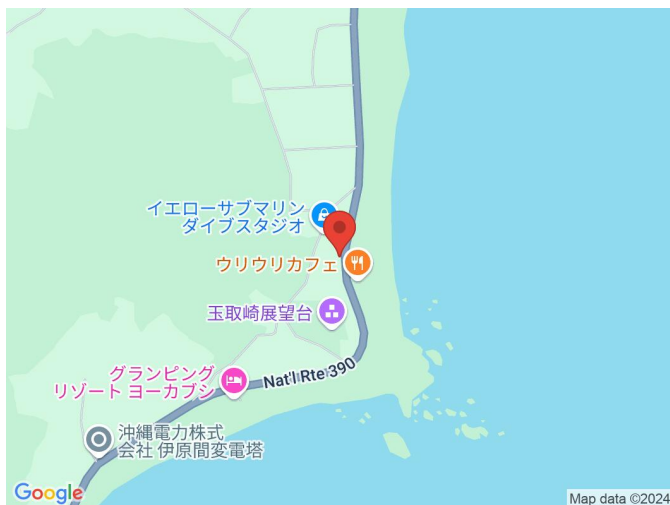 イエローサブマリン
ダイブスタジオ
ウリウリカフェ
玉取崎展望台
グランピング
リゾート ヨーカブシ
Nat'l Rte 390
沖縄電力株式
会社 伊原間変電塔
Google
Map data ©2024